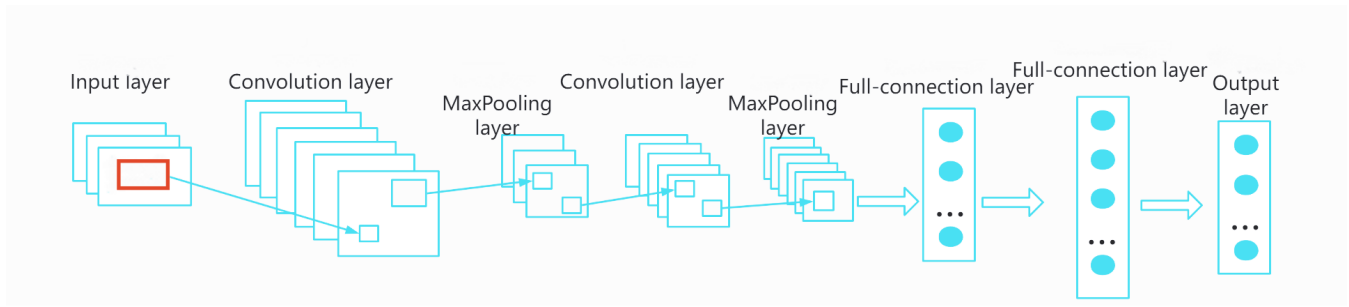 Input layer
Convolution layer
MaxPooling
layer
Convolution layer
MaxPooling
layer
Full-connection layer
Full-connection layer
Output
layer
...
...
...